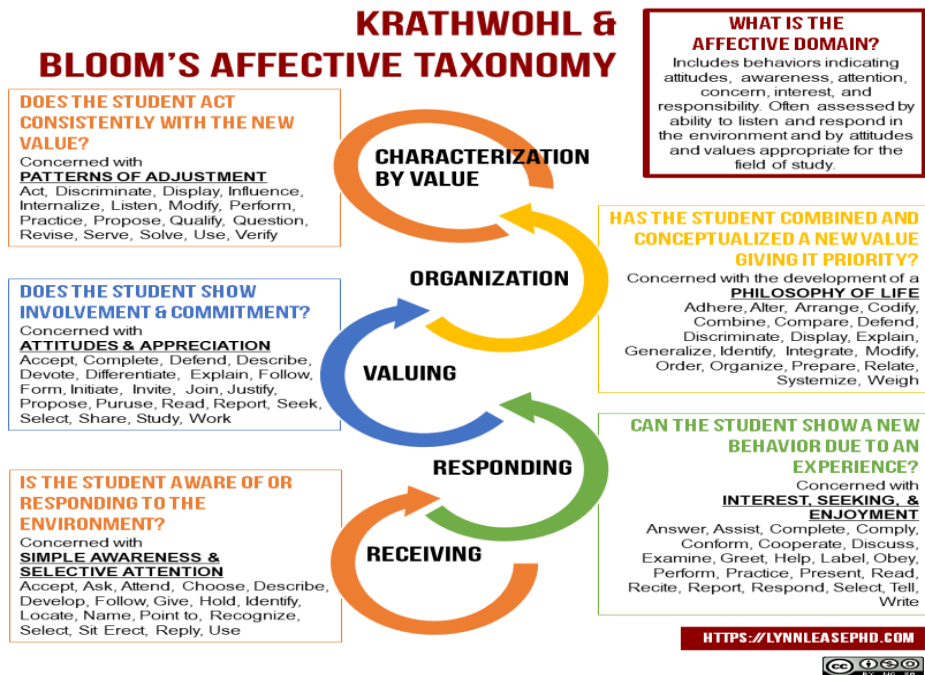 KRATHWOHL &
BLOOM'S AFFECTIVE TAXONOMY
WHAT IS THE
AFFECTIVE DOMAIN?
Includes behaviors indicating
attitudes, awareness, attention,
concern, interest, and
responsibility. Often assessed by
ability to listen and respond in
the environment and by attitudes
and values appropriate for the
field of study.
DOES THE STUDENT ACT
CONSISTENTLY WITH THE NEW
VALUE?
Concerned with
PATTERNS OF ADJUSTMENT
Act, Discriminate, Display, Influence,
Internalize, Listen, Modify, Perform,
Practice, Propose, Qualify, Question,
Revise, Serve, Solve, Use, Verify
CHARACTERIZATION
BY VALUE
HAS THE STUDENT COMBINED AND
CONCEPTUALIZED A NEW VALUE
GIVING IT PRIORITY?
Concerned with the development of a
PHILOSOPHY OF LIFE
Adhere, Alter, Arrange, Codify,
Combine, Compare, Defend,
Discriminate, Display, Explain,
Generalize, Identify, Integrate, Modify,
Order, Organize, Prepare, Relate,
Systemize, Weigh
ORGANIZATION
DOES THE STUDENT SHOW
INVOLVEMENT & COMMITMENT?
Concerned with
ATTITUDES & APPRECIATION
Accept, Complete, Defend, Describe,
Devote, Differentiate, Explain, Follow,
Form, Initiate, Invite, Join, Justify,
Propose, Puruse, Read, Report, Seek,
Select, Share, Study, Work
VALUING
CAN THE STUDENT SHOW A NEW
BEHAVIOR DUE TO AN
EXPERIENCE?
Concerned with
INTEREST, SEEKING, &
ENJOYMENT
Answer, Assist, Complete, Comply,
Conform, Cooperate, Discuss,
Examine, Greet, Help, Label, Obey,
Perform, Practice, Present, Read,
Recite, Report, Respond, Select, Tell,
Write
RESPONDING
IS THE STUDENT AWARE OF OR
RESPONDING TO THE
ENVIRONMENT?
Concerned with
SIMPLE AWARENESS &
SELECTIVE ATTENTION
Accept, Ask, Attend, Choose, Describe,
Develop, Follow, Give, Hold, Identify,
Locate, Name, Point to, Recognize,
Select, Sit Erect, Reply, Use
RECEIVING
HTTPS://LYNNLEASEPHD.COM
cc